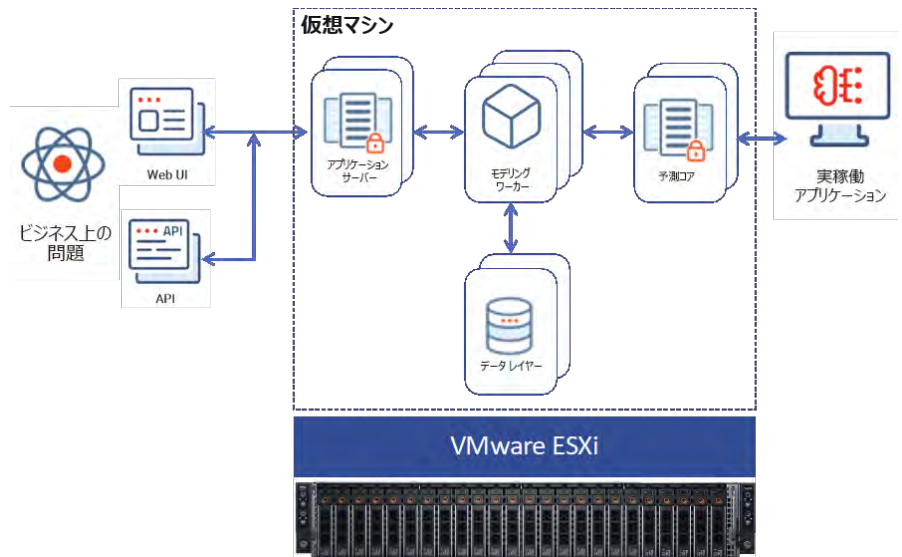 仮想マシン
Web UI
API
API
ビジネス上の
問題
アプリケーション
サーバー
モデリング
ワーカー
予測コア
データ レイヤー
実稼働
アプリケーション
VMware ESXi